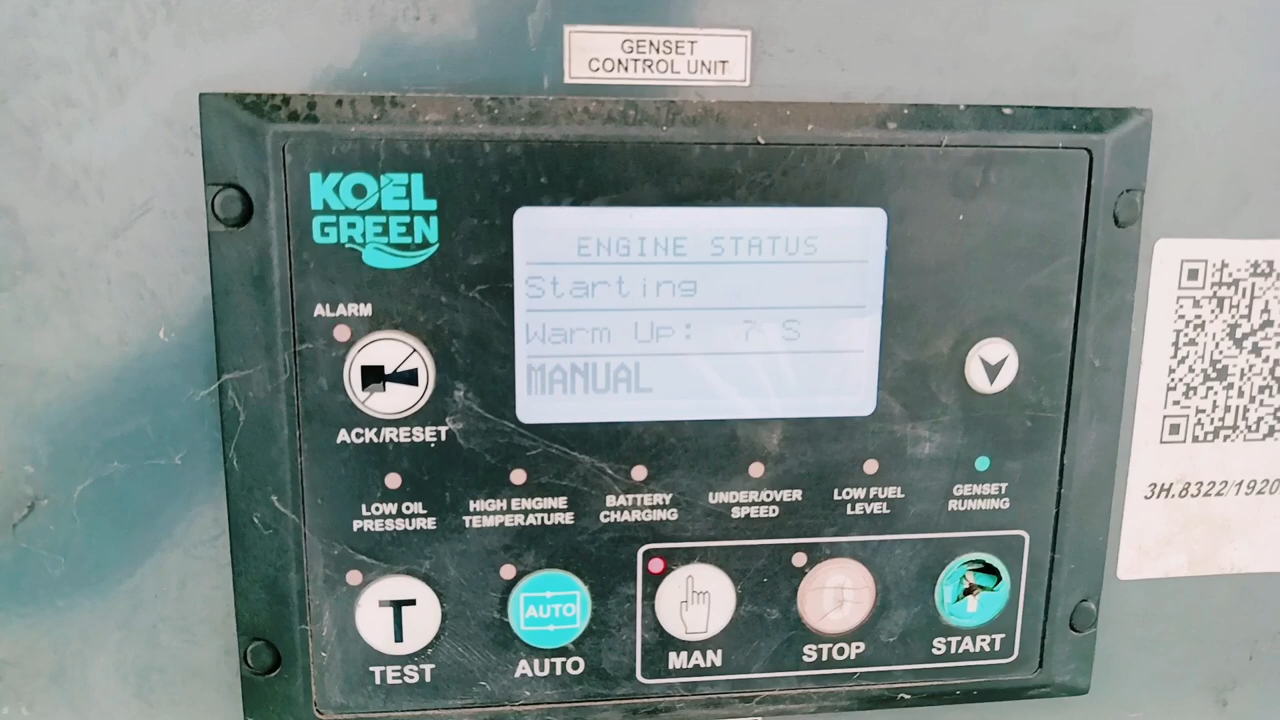 GENSET
CONTROL UNIT
KOEL
GREEN
ENGINE STATUS
Starting
Warm Up: 7 S
MANUAL
ALARM
ACK/RESET
LOW OIL
PRESSURE
HIGH ENGINE
TEMPERATURE
BATTERY
CHARGING
UNDER/OVER
SPEED
LOW FUEL
LEVEL
GENSET
RUNNING
3H.8322/1920
T
TEST
AUTO
AUTO
MAN
STOP
START